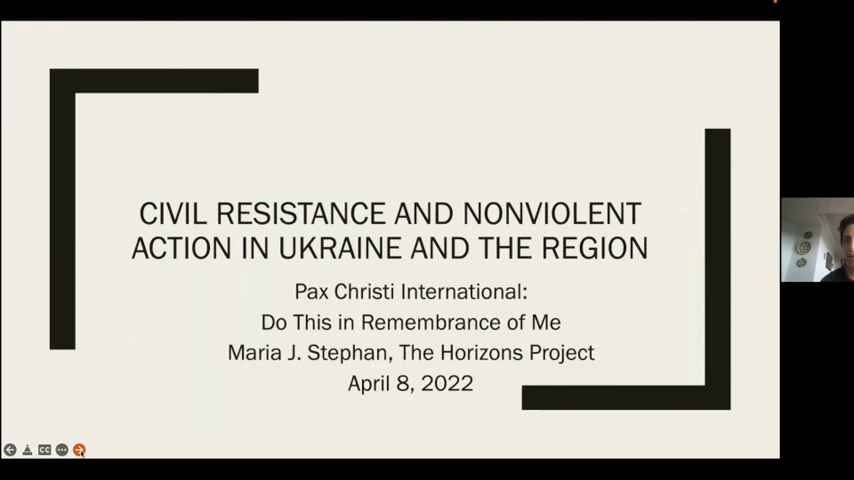 CIVIL RESISTANCE AND NONVIOLENT
ACTION IN UKRAINE AND THE REGION
Pax Christi International:
Do This in Remembrance of Me
Maria J. Stephan, The Horizons Project
April 8, 2022
CC